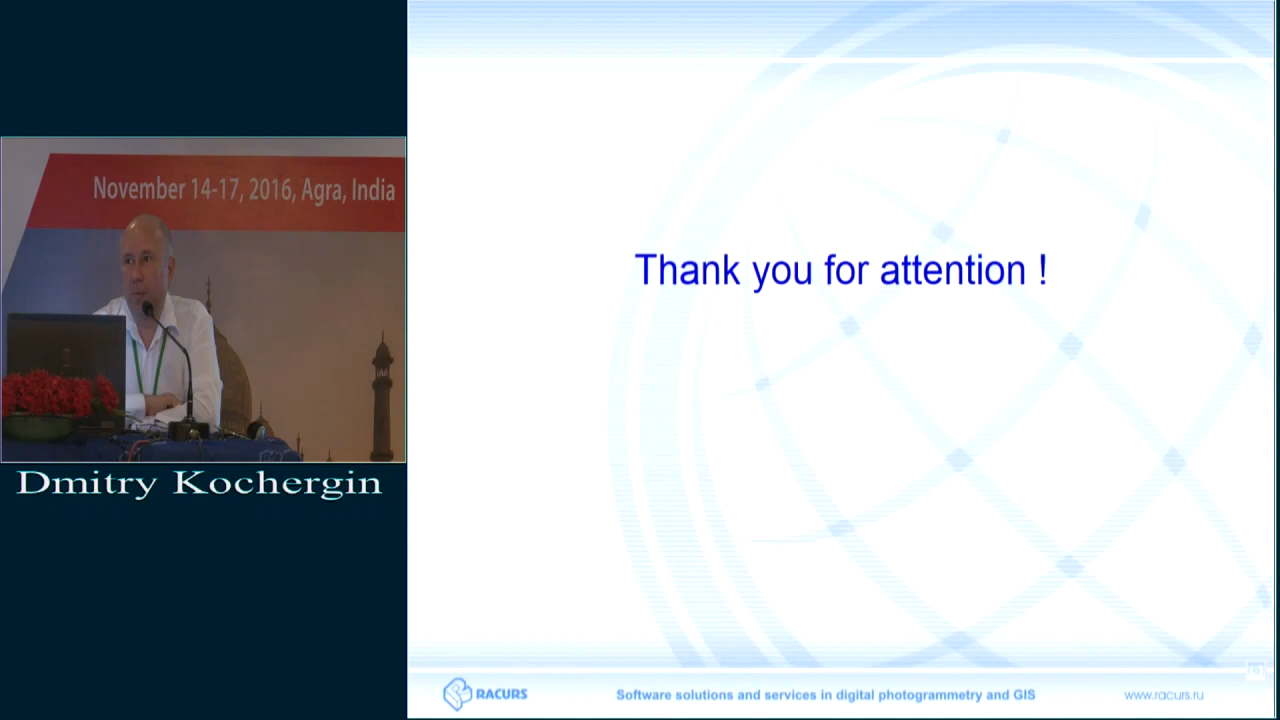 November 14-17, 2016, Agra, India
Dmitry Kochergin
Thank you for attention !
RACURS
Software solutions and services in digital photogrammetry and GIS
www.racurs.ru